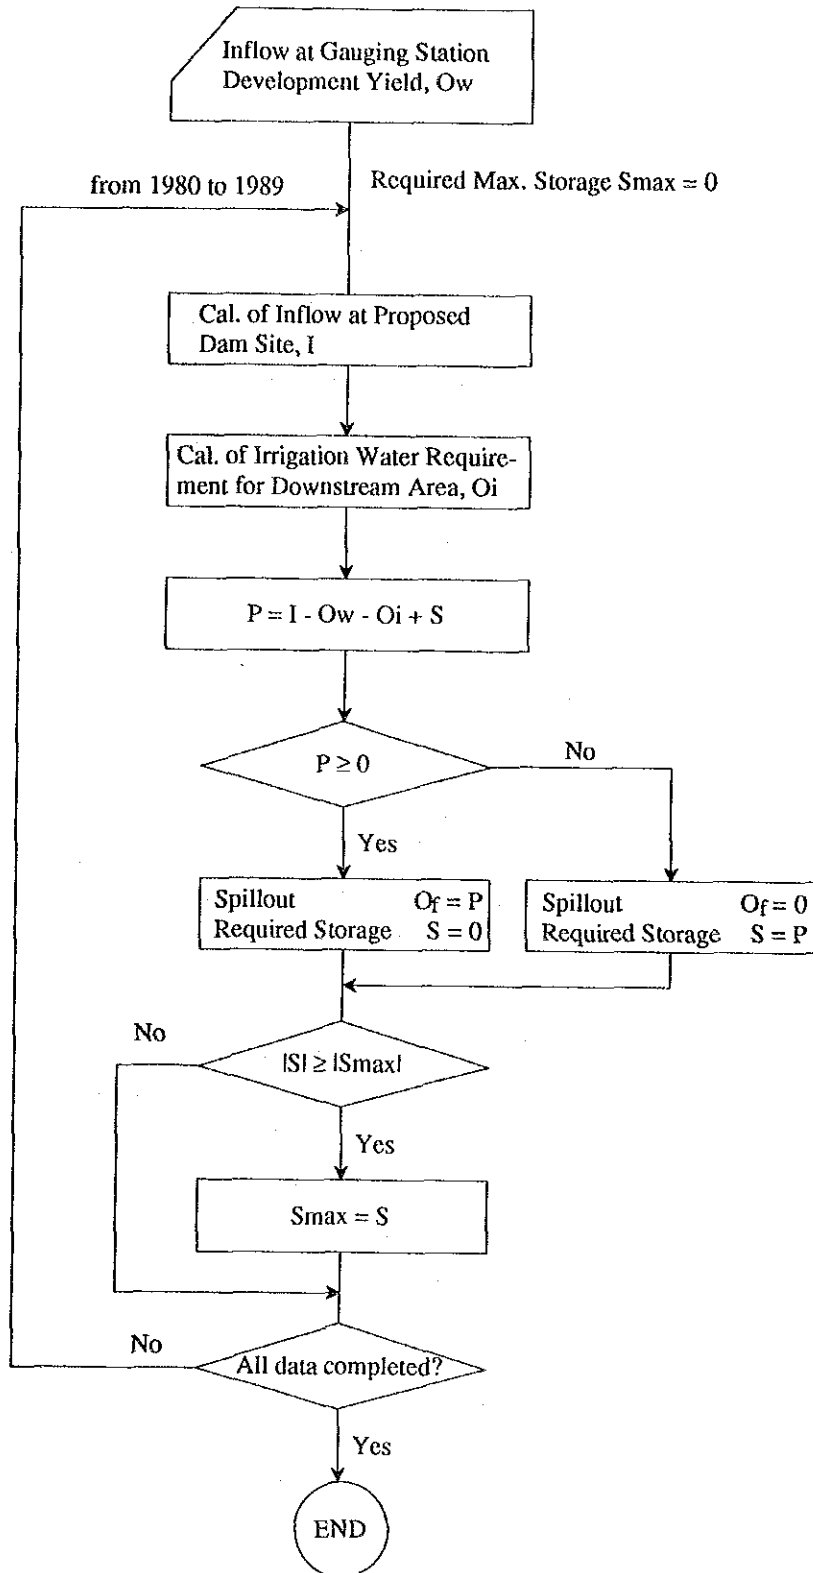 Inflow at Gauging Station
Development Yield, Ow
from 1980 to 1989
Required Max. Storage Smax = 0
Cal. of Inflow at Proposed
Dam Site, I
Cal. of Irrigation Water Require-
ment for Downstream Area, Oi
P = I - Ow - Oi + S
P ≥ 0
No
Yes
Spillout Of = P
Required Storage S = 0
Spillout Of = 0
Required Storage S = P
No
|S| ≥ |Smax|
Yes
Smax = S
No
All data completed?
Yes
END